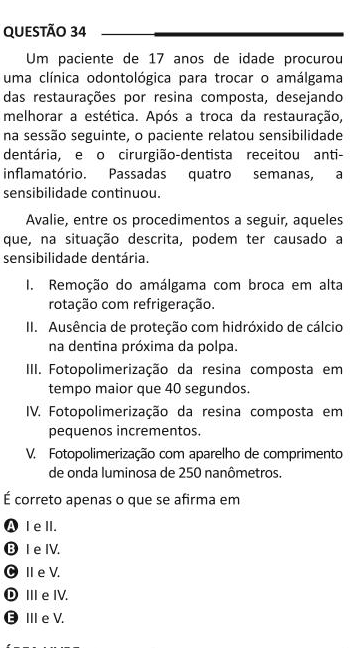 QUESTÃO 34
Um paciente de 17 anos de idade procurou
uma clínica odontológica para trocar o amálgama
das restaurações por resina composta, desejando
melhorar a estética. Após a troca da restauração,
na sessão seguinte, o paciente relatou sensibilidade
dentária, e o cirurgião-dentista receitou anti-
inflamatório. Passadas quatro semanas, a
sensibilidade continuou.
Avalie, entre os procedimentos a seguir, aqueles
que, na situação descrita, podem ter causado a
sensibilidade dentária.
I. Remoção do amálgama com broca em alta
rotação com refrigeração.
II. Ausência de proteção com hidróxido de cálcio
na dentina próxima da polpa.
III. Fotopolimerização da resina composta em
tempo maior que 40 segundos.
IV. Fotopolimerização da resina composta em
pequenos incrementos.
V. Fotopolimerização com aparelho de comprimento
de onda luminosa de 250 nanômetros.
É correto apenas o que se afirma em
A I e II.
B I e IV.
C II e V.
D III e IV.
E III e V.